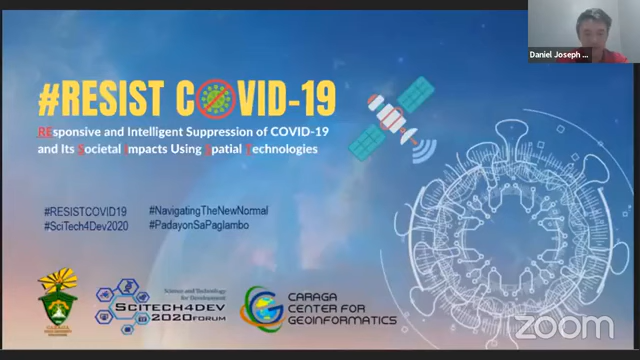 Daniel Joseph ...
#RESIST COVID-19
REsponsive and Intelligent Suppression of COVID-19
and Its Societal Impacts Using Spatial Technologies
#RESISTCOVID19
#NavigatingTheNewNormal
#SciTech4Dev2020
#PadayonSaPaglambo
Science and Technology
for Development
SCITECH4DEV
2020FORUM
CARAGA
CENTER FOR
GEOINFORMATICS
CARAGA
zoom